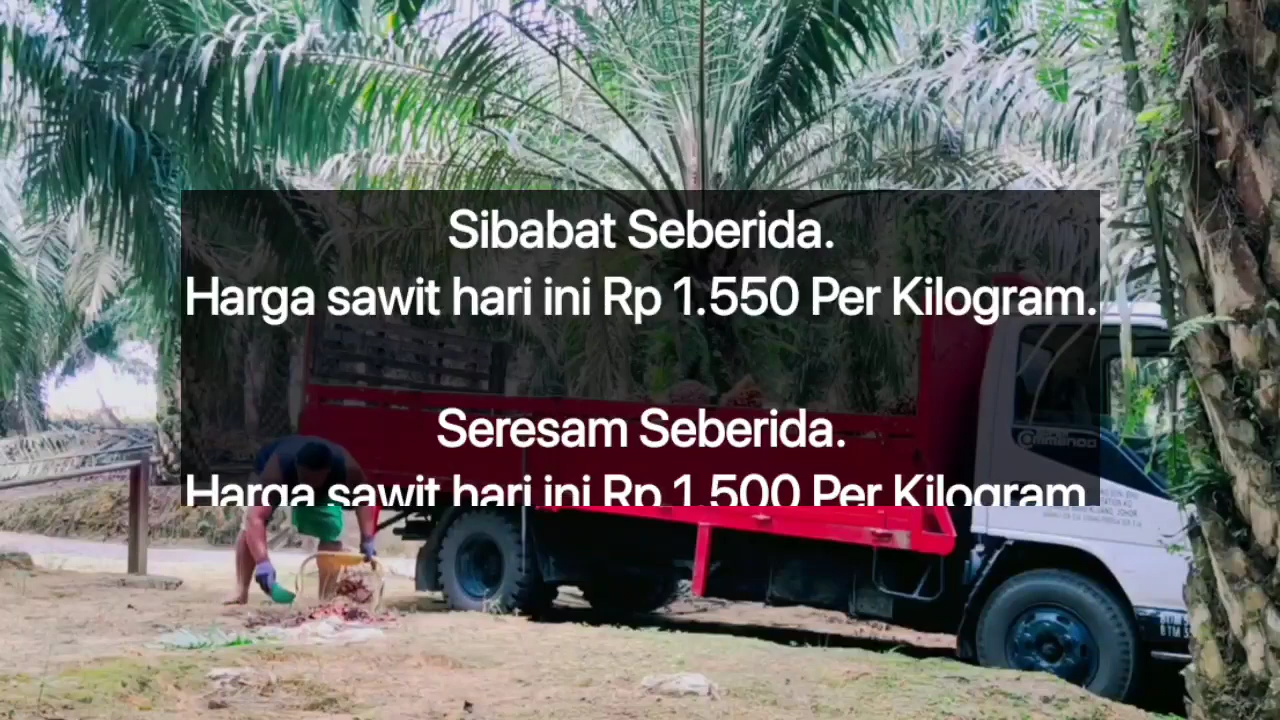 Sibabat Seberida.
Harga sawit hari ini Rp 1.550 Per Kilogram.
Seresam Seberida.
Harga sawit hari ini Rp 1.500 Per Kilogram
JOHOR